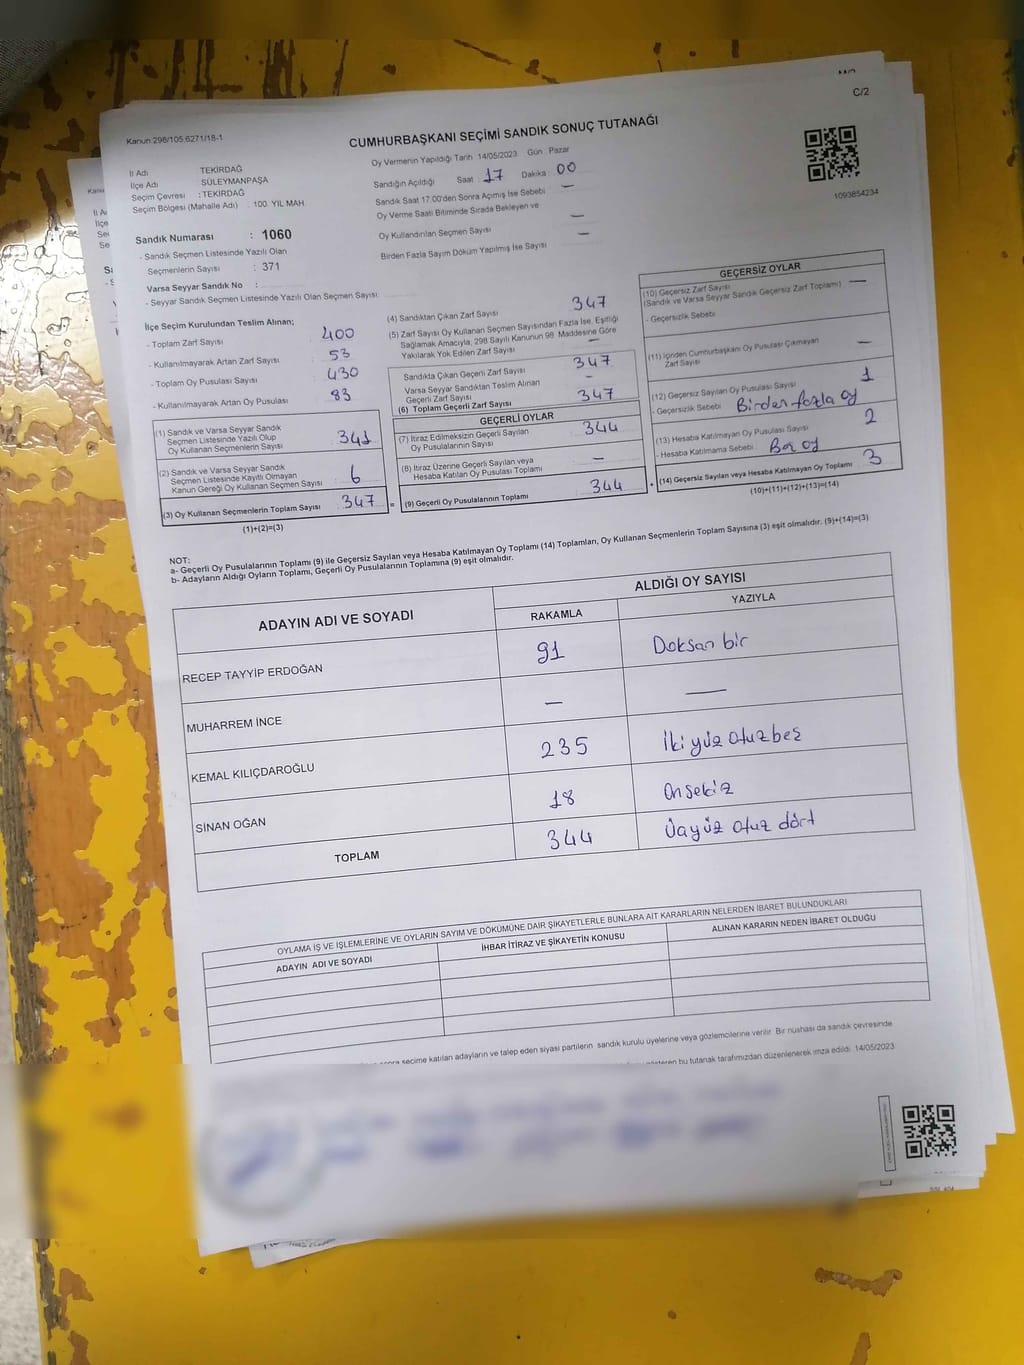 C/2
Kanun 298/105.6271/18-1
CUMHURBAŞKANI SEÇİMİ SANDIK SONUÇ TUTANAĞI
İl Adı TEKİRDAĞ
İlçe Adı SÜLEYMANPAŞA
Seçim Çevresi : TEKİRDAĞ
Seçim Bölgesi (Mahalle Adı) : 100. YIL MAH.
Sandık Numarası : 1060
- Sandık Seçmen Listesinde Yazılı Olan
Seçmenlerin Sayısı : 371
Varsa Seyyar Sandık No :
- Seyyar Sandık Seçmen Listesinde Yazılı Olan Seçmen Sayısı:
Oy Vermenin Yapıldığı Tarih 14/05/2023 Gün : Pazar
Sandığın Açıldığı Saat 17 Dakika : 00
Sandık Saat 17.00'den Sonra Açımış İse Sebebi —
Oy Verme Saati Bitiminde Sırada Bekleyen ve
Oy Kullandırılan Seçmen Sayısı —
Birden Fazla Sayım Döküm Yapılmış İse Sayısı —
1093854234
İlçe Seçim Kurulundan Teslim Alınan;
- Toplam Zarf Sayısı : 400
- Kullanılmayarak Artan Zarf Sayısı : 53
- Toplam Oy Pusulası Sayısı : 430
- Kullanılmayarak Artan Oy Pusulası : 83
(1) Sandık ve Varsa Seyyar Sandık
Seçmen Listesinde Yazılı Olup
Oy Kullanan Seçmenlerin Sayısı : 341
(2) Sandık ve Varsa Seyyar Sandık
Seçmen Listesinde Kayıtlı Olmayan
Kanun Gereği Oy Kullanan Seçmen Sayısı : 6
(3) Oy Kullanan Seçmenlerin Toplam Sayısı : 347 =
(1)+(2)=(3)
(4) Sandıktan Çıkan Zarf Sayısı 347
(5) Zarf Sayısı Oy Kullanan Seçmen Sayısından Fazla İse, Eşitliği
Sağlamak Amacıyla, 298 Sayılı Kanunun 98. Maddesine Göre
Yakılarak Yok Edilen Zarf Sayısı : —
Sandıkta Çıkan Geçerli Zarf Sayısı : 347
Varsa Seyyar Sandıktan Teslim Alınan
Geçerli Zarf Sayısı : -
(6) Toplam Geçerli Zarf Sayısı : 347
GEÇERLİ OYLAR
(7) İtiraz Edilmeksizin Geçerli Sayılan
Oy Pusulalarının Sayısı : 344
(8) İtiraz Üzerine Geçerli Sayılan veya
Hesaba Katılan Oy Pusulası Toplamı : —
(9) Geçerli Oy Pusulalarının Toplamı : 344
GEÇERSİZ OYLAR
(10) Geçersiz Zarf Sayısı
(Sandık ve Varsa Seyyar Sandık Geçersiz Zarf Toplamı) : —
- Geçersizlik Sebebi :
(11) İçinden Cumhurbaşkanı Oy Pusulası Çıkmayan
Zarf Sayısı : —
(12) Geçersiz Sayılan Oy Pusulası Sayısı : 1
- Geçersizlik Sebebi : Birden fazla oy
(13) Hesaba Katılmayan Oy Pusulası Sayısı : 2
- Hesaba Katılmama Sebebi : Boş oy
(14) Geçersiz Sayılan veya Hesaba Katılmayan Oy Toplamı : 3
(10)+(11)+(12)+(13)=(14)
NOT:
a- Geçerli Oy Pusulalarının Toplamı (9) ile Geçersiz Sayılan veya Hesaba Katılmayan Oy Toplamı (14) Toplamları, Oy Kullanan Seçmenlerin Toplam Sayısına (3) eşit olmalıdır. (9)+(14)=(3)
b- Adayların Aldığı Oyların Toplamı, Geçerli Oy Pusulalarının Toplamına (9) eşit olmalıdır.
ADAYIN ADI VE SOYADI ALDIĞI OY SAYISI
RAKAMLA YAZIYLA
RECEP TAYYİP ERDOĞAN 91 Doksan bir
MUHARREM İNCE — —
KEMAL KILIÇDAROĞLU 235 İki yüz otuz beş
SİNAN OĞAN 18 Onsekiz
TOPLAM 344 Üçyüz otuz dört
OYLAMA İŞ VE İŞLEMLERİNE VE OYLARIN SAYIM VE DÖKÜMÜNE DAİR ŞİKAYETLERLE BUNLARA AİT KARARLARIN NELERDEN İBARET BULUNDUKLARI
ADAYIN ADI VE SOYADI İHBAR İTİRAZ VE ŞİKAYETİN KONUSU ALINAN KARARIN NEDEN İBARET OLDUĞU
seçime katılan adayların ve talep eden siyasi partilerin sandık kurulu üyelerine veya gözlemcilerine verilir. Bir nüshası da sandık çevresinde
bu tutanak tarafımızdan düzenlenerek imza edildi. 14/05/2023